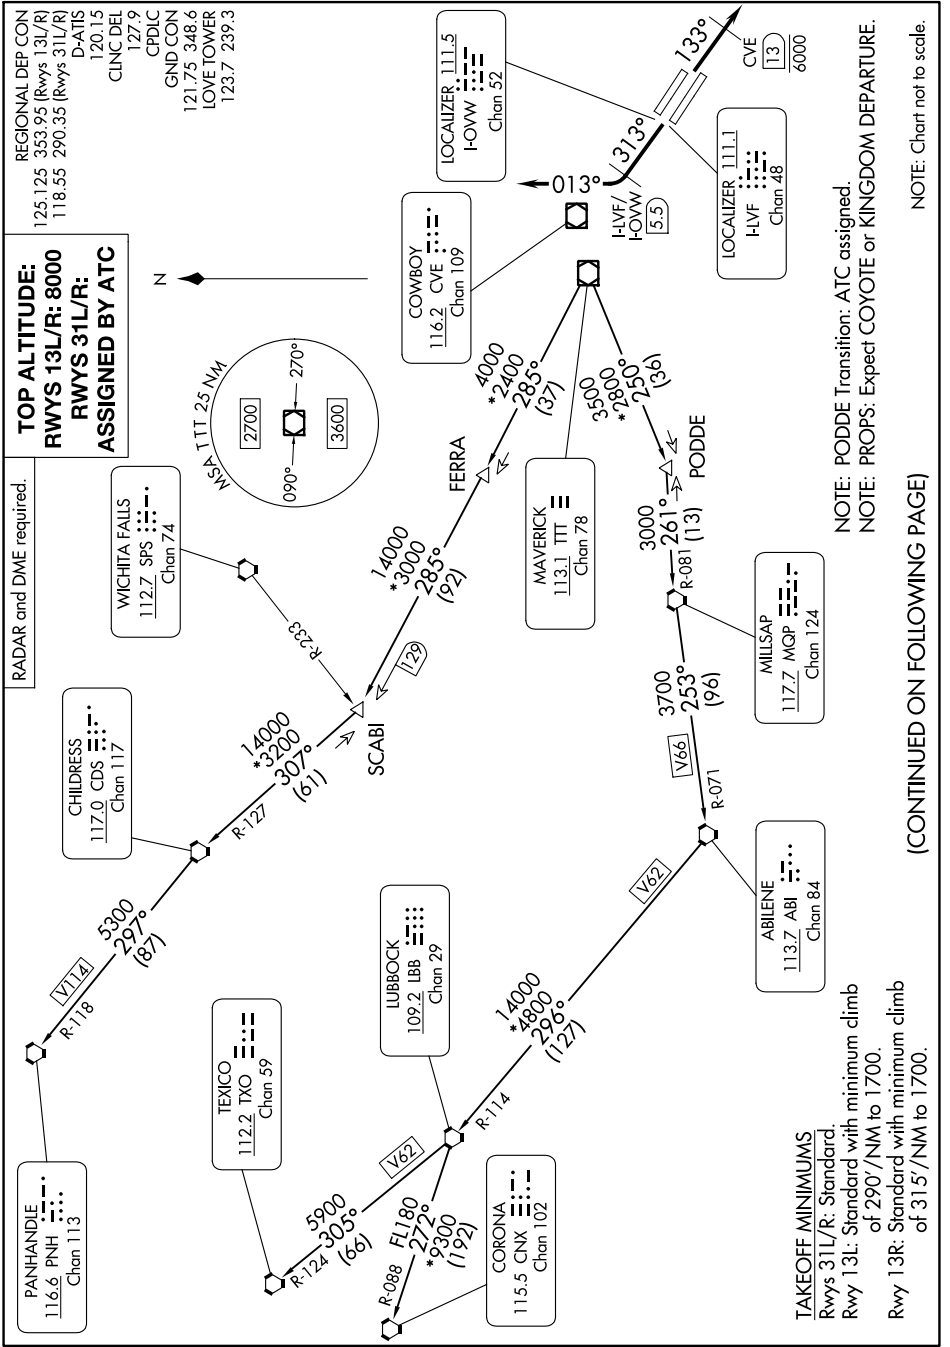 REGIONAL DEP CON
125.125 353.95 (Rwys 13L/R)
118.55 290.35 (Rwys 31L/R)
D-ATIS
120.15
CLNC DEL
127.9
CPDLC
GND CON
121.75 348.6
LOVE TOWER
123.7 239.3
TOP ALTITUDE:
RWYS 13L/R: 8000
RWYS 31L/R:
ASSIGNED BY ATC
RADAR and DME required.
N
MSA TTT 25 NM
2700
3600
090°
270°
LOCALIZER 111.5
I-OVW
Chan 52
LOCALIZER 111.1
I-LVF
Chan 48
133°
CVE
13
6000
313°
013°
I-LVF/
I-OVW
5.5
COWBOY
116.2 CVE
Chan 109
MAVERICK
113.1 TTT
Chan 78
4000
*2400
285°
(37)
FERRA
14000
*3000
285°
(92)
129
SCABI
WICHITA FALLS
112.7 SPS
Chan 74
R-233
14000
*3200
307°
(61)
R-127
CHILDRESS
117.0 CDS
Chan 117
5300
297°
(87)
V114
R-118
PANHANDLE
116.6 PNH
Chan 113
3500
*2800
250°
(36)
PODDE
3000
261°
(13)
R-081
MILLSAP
117.7 MQP
Chan 124
3700
253°
(96)
V66
R-071
ABILENE
113.7 ABI
Chan 84
V62
14000
*4800
296°
(127)
R-114
LUBBOCK
109.2 LBB
Chan 29
V62
5900
305°
(66)
R-124
TEXICO
112.2 TXO
Chan 59
FL180
272°
*9300
(192)
R-088
CORONA
115.5 CNX
Chan 102
NOTE: PODDE Transition: ATC assigned.
NOTE: PROPS: Expect COYOTE or KINGDOM DEPARTURE.
NOTE: Chart not to scale.
TAKEOFF MINIMUMS
Rwys 31L/R: Standard.
Rwy 13L: Standard with minimum climb
of 290'/NM to 1700.
Rwy 13R: Standard with minimum climb
of 315'/NM to 1700.
(CONTINUED ON FOLLOWING PAGE)